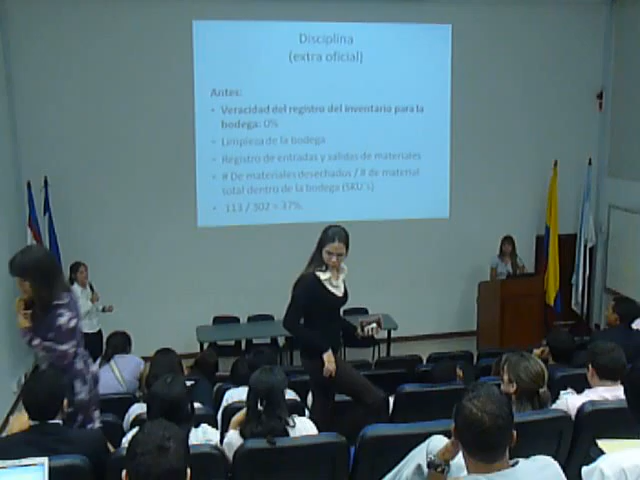 Disciplina
(extra oficial)
Antes:
• Veracidad del registro del inventario para la
bodega: 0%
• Limpieza de la bodega
• Registro de entradas y salidas de materiales
• # De materiales desechados / # de material
total dentro de la bodega (SKU´s)
• 113 / 302 = 37%